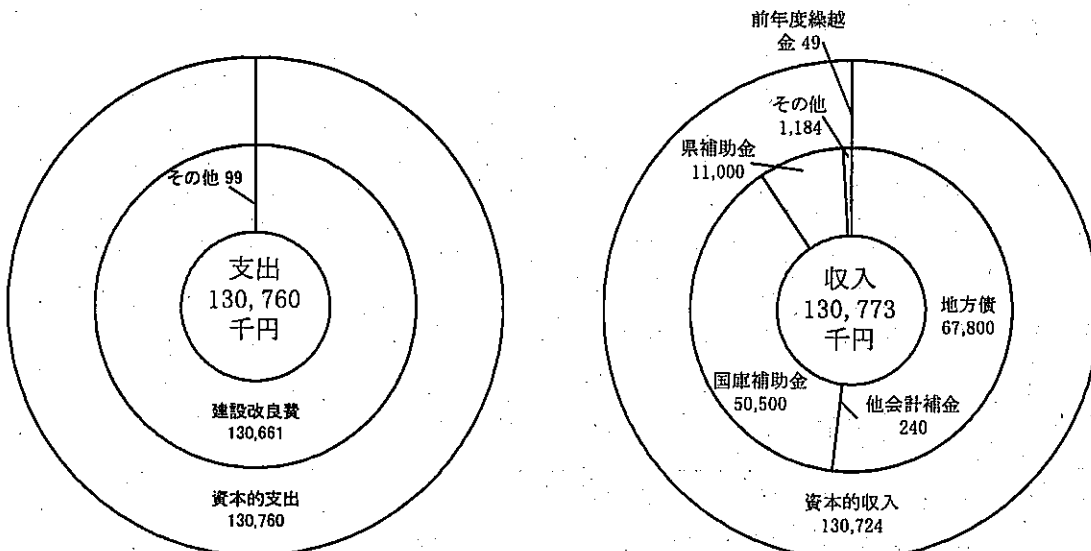 その他 99
支出
130,760
千円
建設改良費
130,661
資本的支出
130,760
前年度繰越
金 49
その他
1,184
県補助金
11,000
収入
130,773
千円
地方債
67,800
国庫補助金
50,500
他会計補金
240
資本的収入
130,724